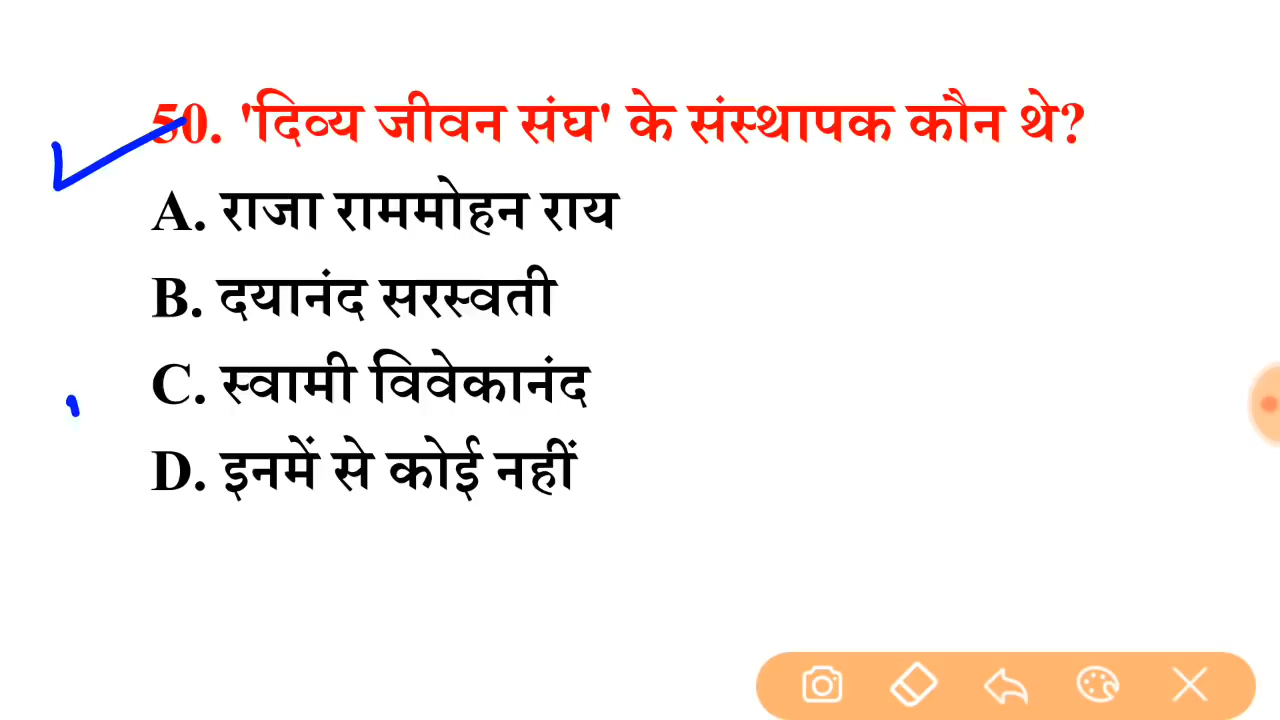 50. 'दिव्य जीवन संघ' के संस्थापक कौन थे?
A. राजा राममोहन राय
B. दयानंद सरस्वती
C. स्वामी विवेकानंद
D. इनमें से कोई नहीं